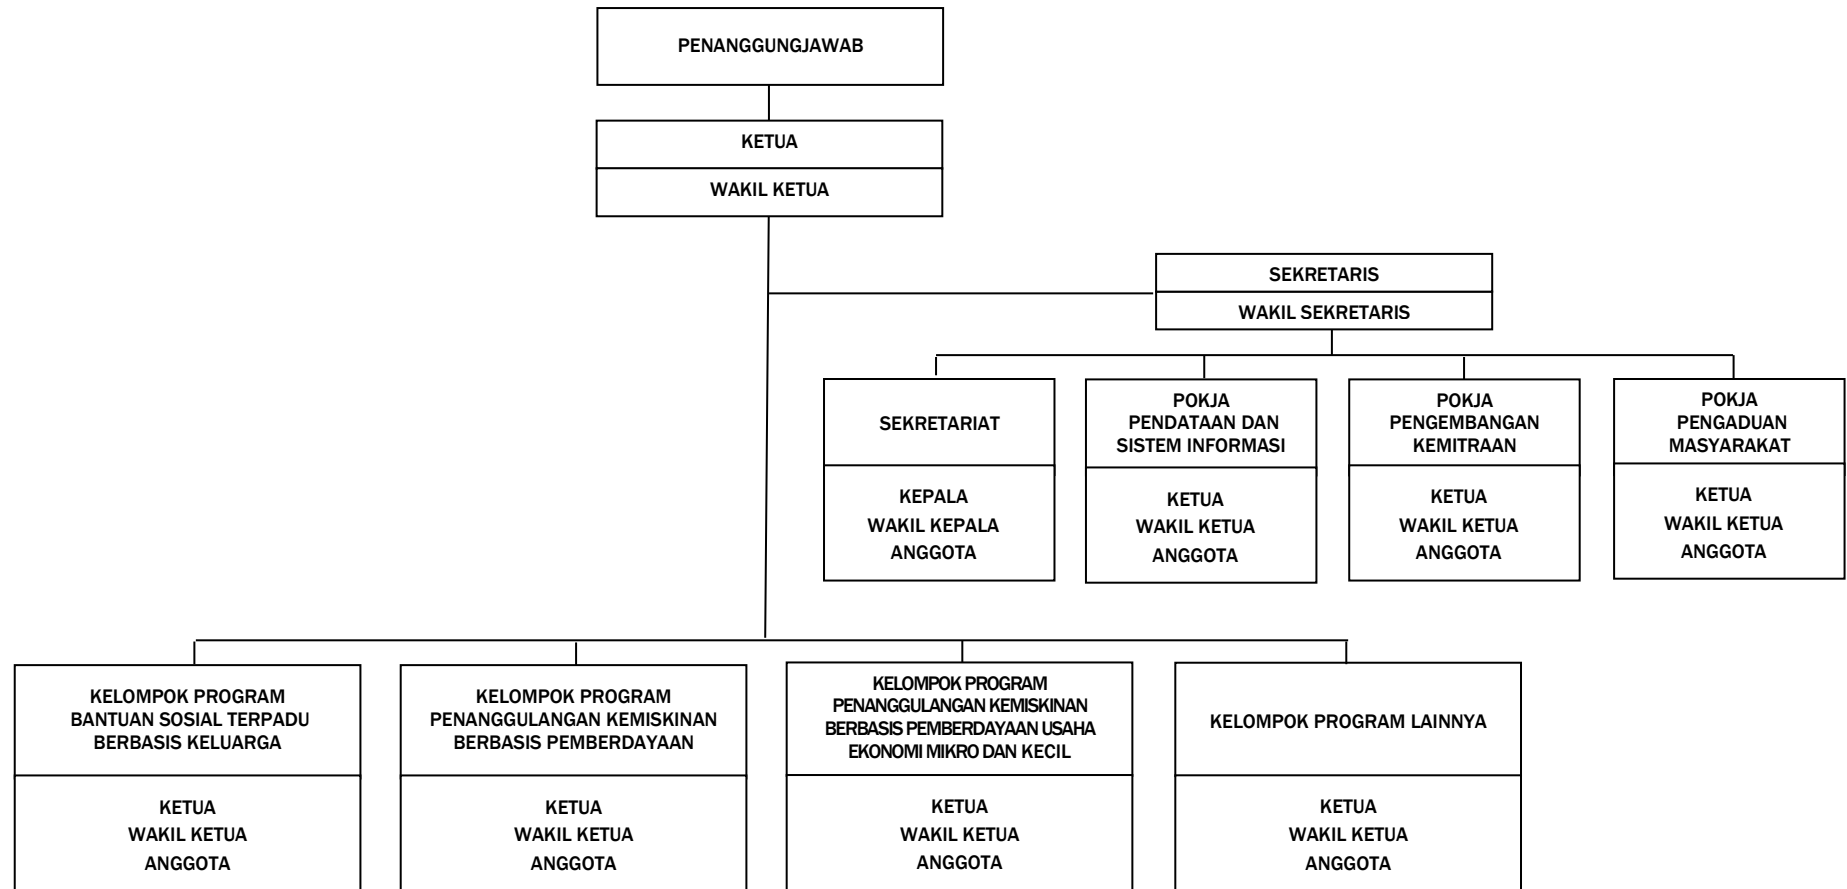 PENANGGUNGJAWAB
KETUA
WAKIL KETUA
SEKRETARIS
WAKIL SEKRETARIS
SEKRETARIAT
KEPALA
WAKIL KEPALA
ANGGOTA
POKJA
PENDATAAN DAN
SISTEM INFORMASI
KETUA
WAKIL KETUA
ANGGOTA
POKJA
PENGEMBANGAN
KEMITRAAN
KETUA
WAKIL KETUA
ANGGOTA
POKJA
PENGADUAN
MASYARAKAT
KETUA
WAKIL KETUA
ANGGOTA
KELOMPOK PROGRAM
BANTUAN SOSIAL TERPADU
BERBASIS KELUARGA
KETUA
WAKIL KETUA
ANGGOTA
KELOMPOK PROGRAM
PENANGGULANGAN KEMISKINAN
BERBASIS PEMBERDAYAAN
KETUA
WAKIL KETUA
ANGGOTA
KELOMPOK PROGRAM
PENANGGULANGAN KEMISKINAN
BERBASIS PEMBERDAYAAN USAHA
EKONOMI MIKRO DAN KECIL
KETUA
WAKIL KETUA
ANGGOTA
KELOMPOK PROGRAM LAINNYA
KETUA
WAKIL KETUA
ANGGOTA